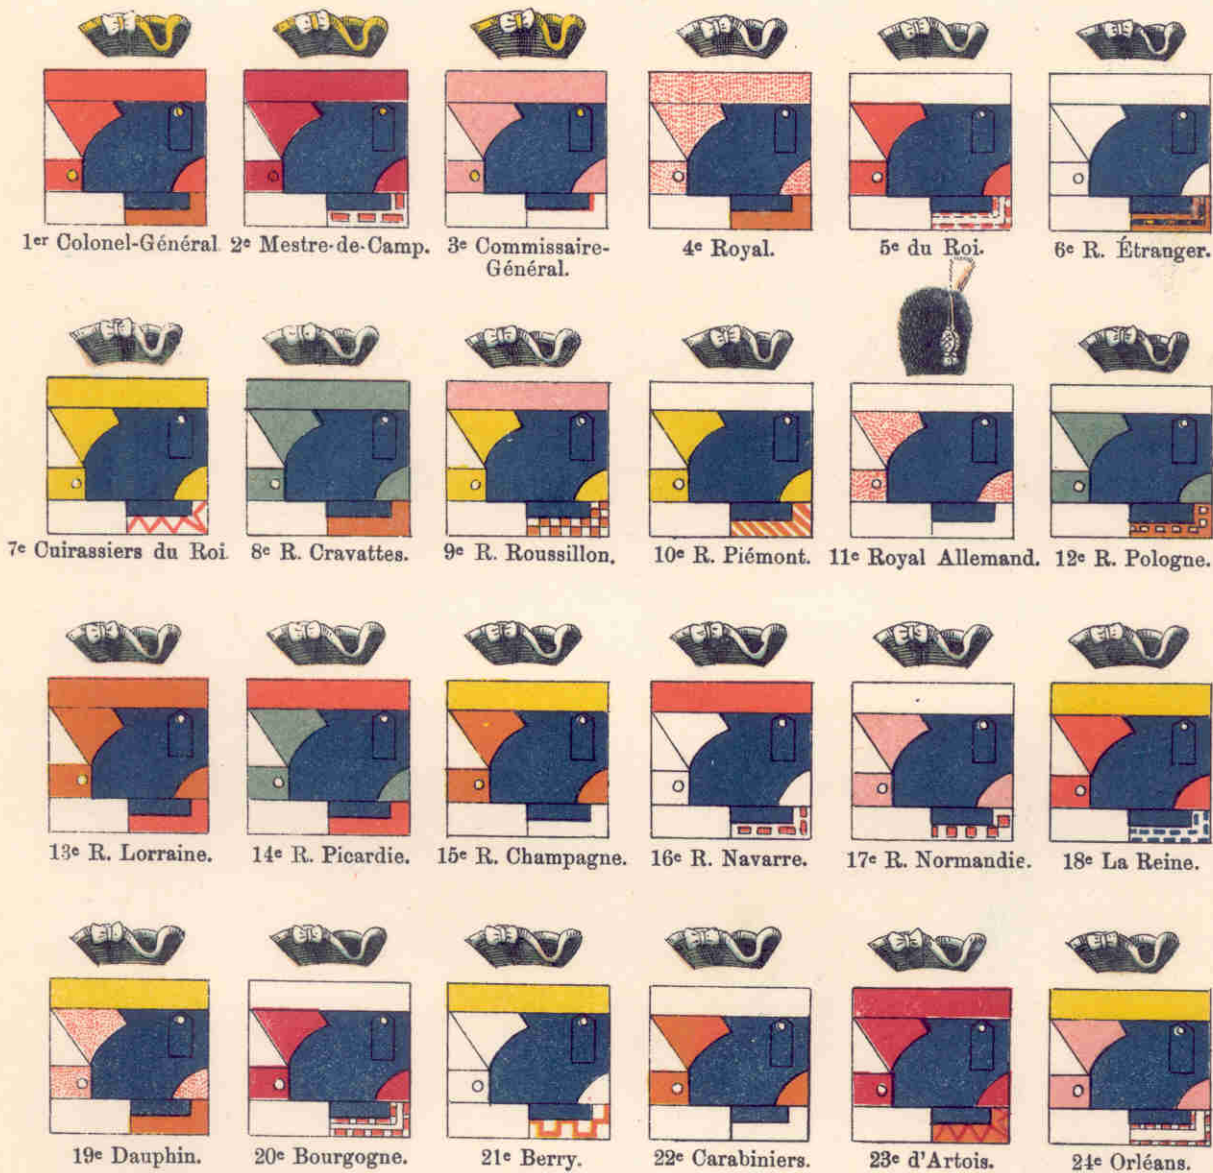 1er Colonel-Général
2e Mestre-de-Camp.
3e Commissaire-
Général.
4e Royal.
5e du Roi.
6e R. Étranger.
7e Cuirassiers du Roi
8e R. Cravattes.
9e R. Roussillon.
10e R. Piémont.
11e Royal Allemand.
12e R. Pologne.
13e R. Lorraine.
14e R. Picardie.
15e R. Champagne.
16e R. Navarre.
17e R. Normandie.
18e La Reine.
19e Dauphin.
20e Bourgogne.
21e Berry.
22e Carabiniers.
23e d'Artois.
24e Orléans.